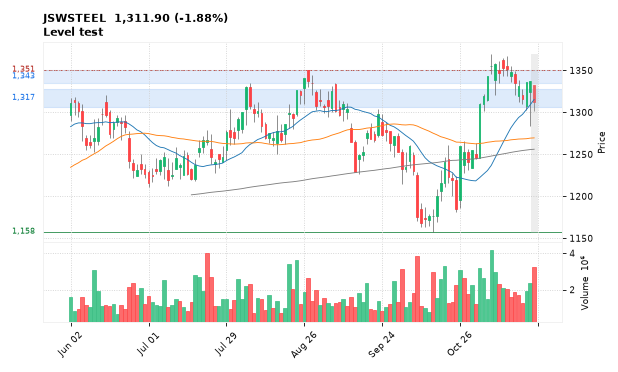 JSWSTEEL 1,311.90 (-1.88%)
Level test
1,351
1,343
1,317
1,158
1350
1300
1250
1200
1150
Price
4
2
Volume 10⁶
Jun 02
Jul 01
Jul 29
Aug 26
Sep 24
Oct 26